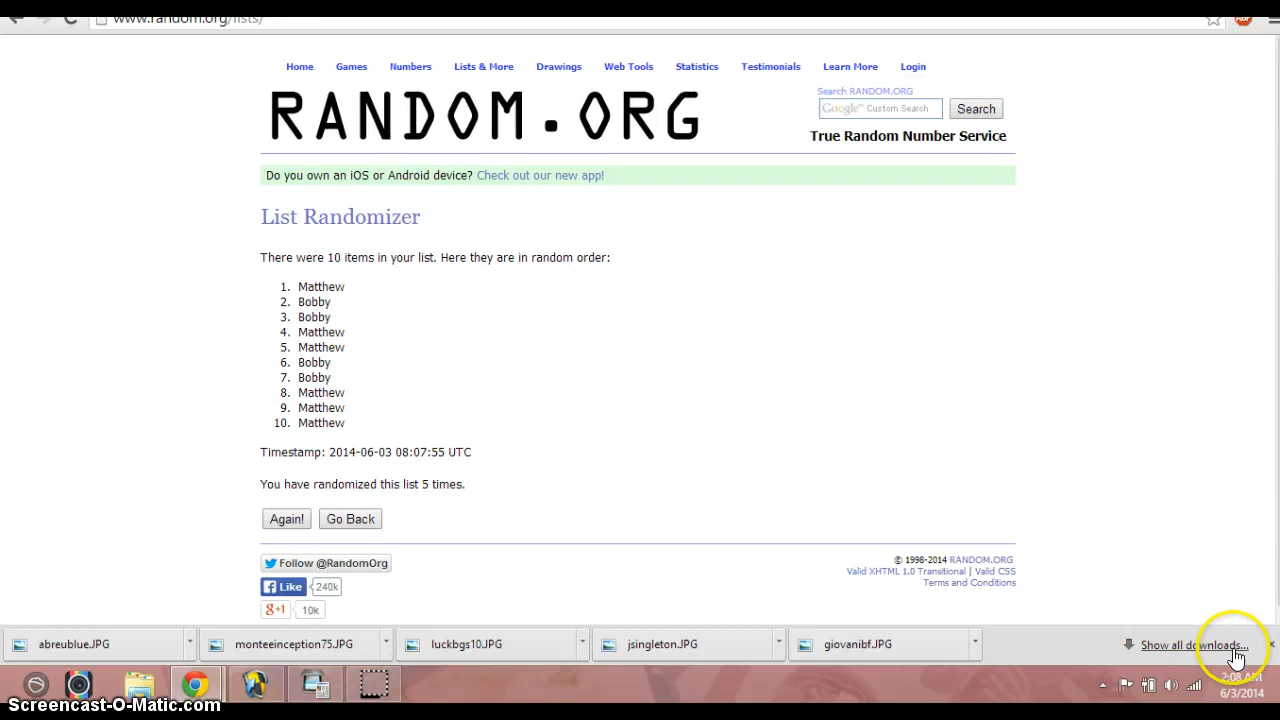 www.random.org/lists/
ABP
Home Games Numbers Lists & More Drawings Web Tools Statistics Testimonials Learn More Login
RANDOM.ORG
Search RANDOM.ORG
Google™ Custom Search Search
True Random Number Service
Do you own an iOS or Android device? Check out our new app!
List Randomizer
There were 10 items in your list. Here they are in random order:
1. Matthew
2. Bobby
3. Bobby
4. Matthew
5. Matthew
6. Bobby
7. Bobby
8. Matthew
9. Matthew
10. Matthew
Timestamp: 2014-06-03 08:07:55 UTC
You have randomized this list 5 times.
Again! Go Back
© 1998-2014 RANDOM.ORG
Valid XHTML 1.0 Transitional | Valid CSS
Terms and Conditions
Follow @RandomOrg
Like 240k
g+1 10k
abreublue.JPG monteeinception75.JPG luckbgs10.JPG jsingleton.JPG giovanibf.JPG Show all downloads...
2:08 AM
6/3/2014
Screencast-O-Matic.com